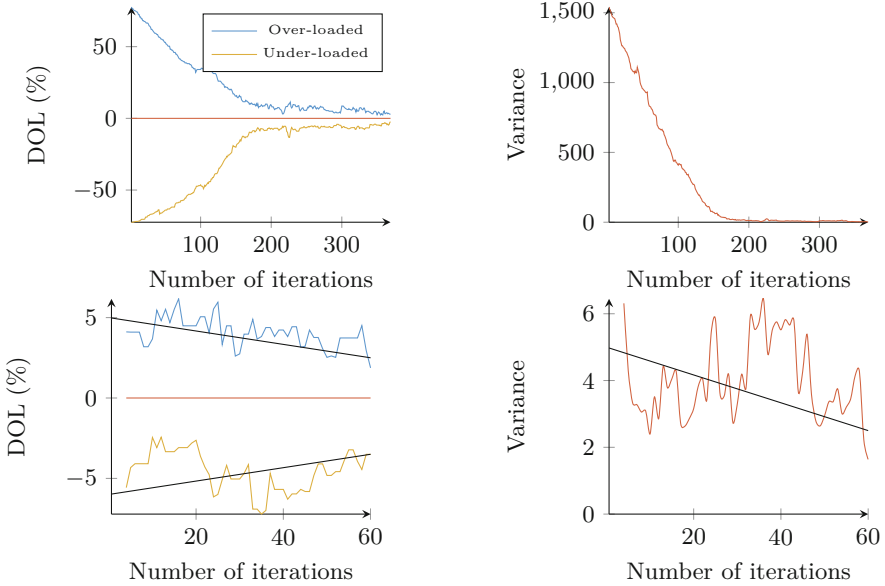 50
0
−50
100
200
300
DOL (%)
Number of iterations
Over-loaded
Under-loaded
1,500
1,000
500
0
100
200
300
Variance
Number of iterations
5
0
−5
20
40
60
DOL (%)
Number of iterations
6
4
2
0
20
40
60
Variance
Number of iterations